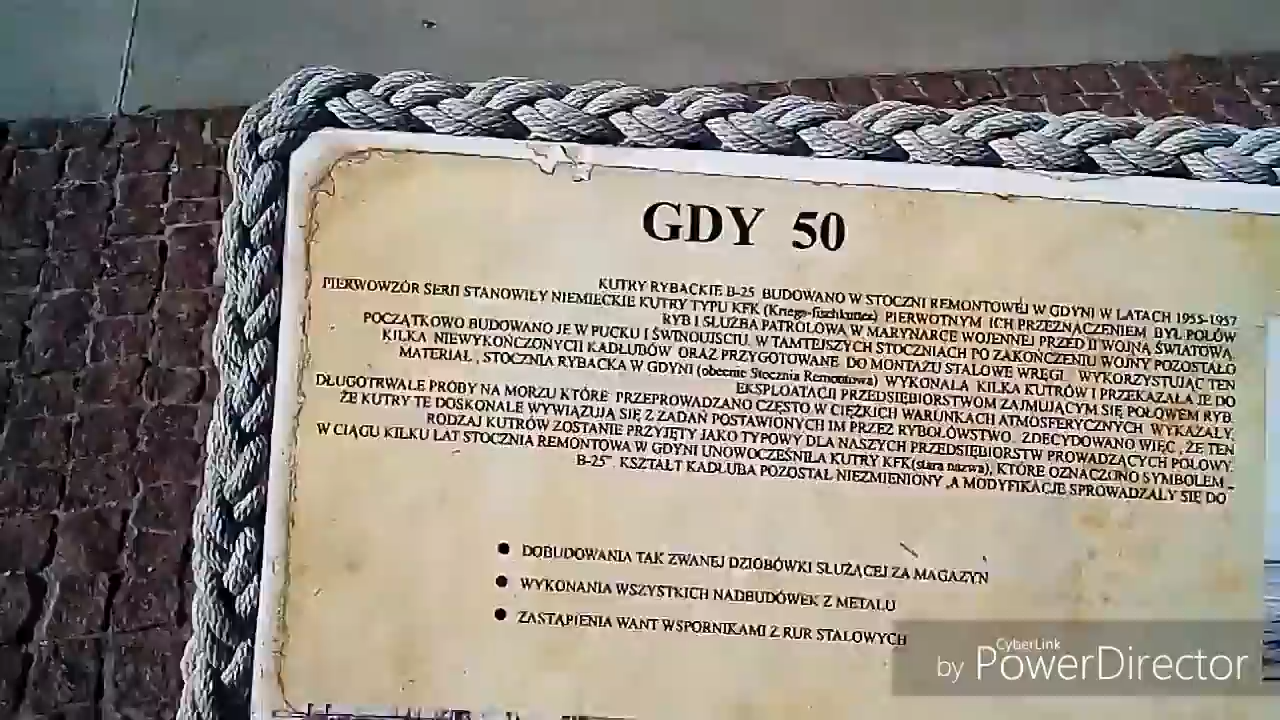 GDY 50
KUTRY RYBACKIE B-25 BUDOWANO W STOCZNI REMONTOWEJ W GDYNI W LATACH 1955-1957
PIERWOWZÓR SERII STANOWIŁY NIEMIECKIE KUTRY TYPU KFK (Kriegs-fischkutter) PIERWOTNYM ICH PRZEZNACZENIEM BYŁ POŁÓW
RYB I SŁUŻBA PATROLOWA W MARYNARCE WOJENNEJ PRZED II WOJNĄ ŚWIATOWĄ.
POCZĄTKOWO BUDOWANO JE W PUCKU I ŚWINOUJŚCIU. W TAMTEJSZYCH STOCZNIACH PO ZAKOŃCZENIU WOJNY POZOSTAŁO
KILKA NIEWYKOŃCZONYCH KADŁUBÓW ORAZ PRZYGOTOWANE DO MONTAŻU STALOWE WRĘGI. WYKORZYSTUJĄC TEN
MATERIAŁ, STOCZNIA RYBACKA W GDYNI (obecnie Stocznia Remontowa) WYKONAŁA KILKA KUTRÓW I PRZEKAZAŁA JE DO
EKSPLOATACJI PRZEDSIĘBIORSTWOM ZAJMUJĄCYM SIĘ POŁOWEM RYB.
DŁUGOTRWAŁE PRÓBY NA MORZU KTÓRE PRZEPROWADZANO CZĘSTO W CIĘŻKICH WARUNKACH ATMOSFERYCZNYCH WYKAZAŁY,
ŻE KUTRY TE DOSKONALE WYWIĄZUJĄ SIĘ Z ZADAŃ POSTAWIONYCH IM PRZEZ RYBOŁÓWSTWO. ZDECYDOWANO WIĘC, ŻE TEN
RODZAJ KUTRÓW ZOSTANIE PRZYJĘTY JAKO TYPOWY DLA NASZYCH PRZEDSIĘBIORSTW PROWADZĄCYCH POŁOWY.
W CIĄGU KILKU LAT STOCZNIA REMONTOWA W GDYNI UNOWOCZEŚNIŁA KUTRY KFK(stara nazwa), KTÓRE OZNACZONO SYMBOLEM „
B-25". KSZTAŁT KADŁUBA POZOSTAŁ NIEZMIENIONY ,A MODYFIKACJE SPROWADZAŁY SIĘ DO
● DOBUDOWANIA TAK ZWANEJ DZIOBÓWKI SŁUŻĄCEJ ZA MAGAZYN
● WYKONANIA WSZYSTKICH NADBUDÓWEK Z METALU
● ZASTĄPIENIA WANT WSPORNIKAMI Z RUR STALOWYCH
CyberLink
by PowerDirector